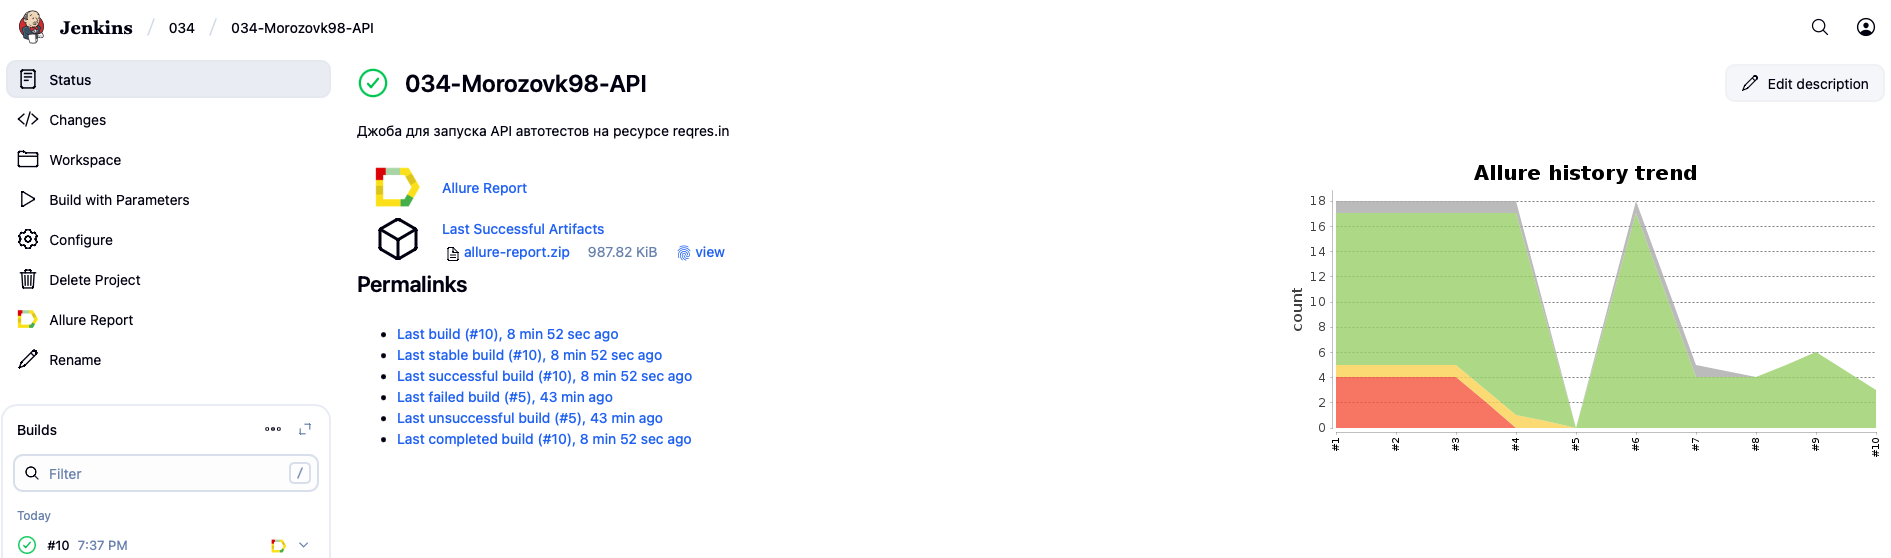 Jenkins / 034 / 034-Morozovk98-API
Status
Changes
Workspace
Build with Parameters
Configure
Delete Project
Allure Report
Rename
Builds
Filter /
Today
#10 7:37 PM
034-Morozovk98-API
Edit description
Джоба для запуска API автотестов на ресурсе reqres.in
Allure Report
Last Successful Artifacts
allure-report.zip 987.82 KiB view
Permalinks
Last build (#10), 8 min 52 sec ago
Last stable build (#10), 8 min 52 sec ago
Last successful build (#10), 8 min 52 sec ago
Last failed build (#5), 43 min ago
Last unsuccessful build (#5), 43 min ago
Last completed build (#10), 8 min 52 sec ago
Allure history trend
count
18
16
14
12
10
8
6
4
2
0
#1 #2 #3 #4 #5 #6 #7 #8 #9 #10